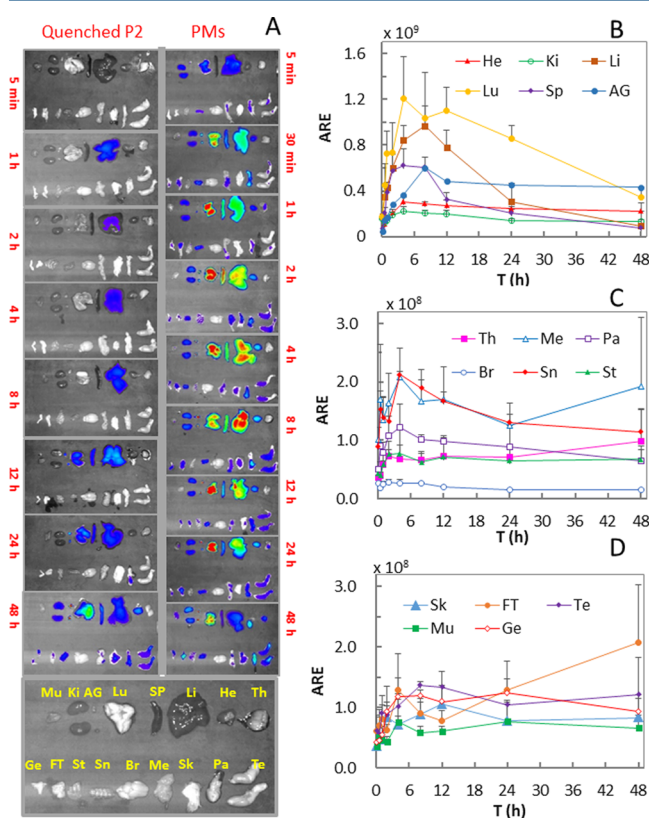 A
Quenched P2
PMs
5 min
1 h
2 h
4 h
8 h
12 h
24 h
48 h
5 min
30 min
1 h
2 h
4 h
8 h
12 h
24 h
48 h
Mu Ki AG Lu SP Li He Th
Ge FT St Sn Br Me Sk Pa Te
B
x 10⁹
He Ki Li
Lu Sp AG
ARE
1.6
1.2
0.8
0.4
0.0
0 6 12 18 24 30 36 42 48
T (h)
C
x 10⁸
Th Me Pa
Br Sn St
ARE
3.0
2.0
1.0
0.0
0 6 12 18 24 30 36 42 48
T (h)
D
x 10⁸
Sk FT Te
Mu Ge
ARE
3.0
2.0
1.0
0.0
0 6 12 18 24 30 36 42 48
T (h)